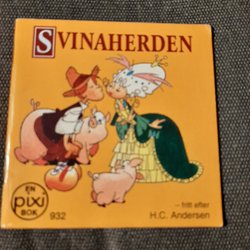 SVINAHERDEN
EN
pixi
BOK
932
– fritt efter
H.C. Andersen